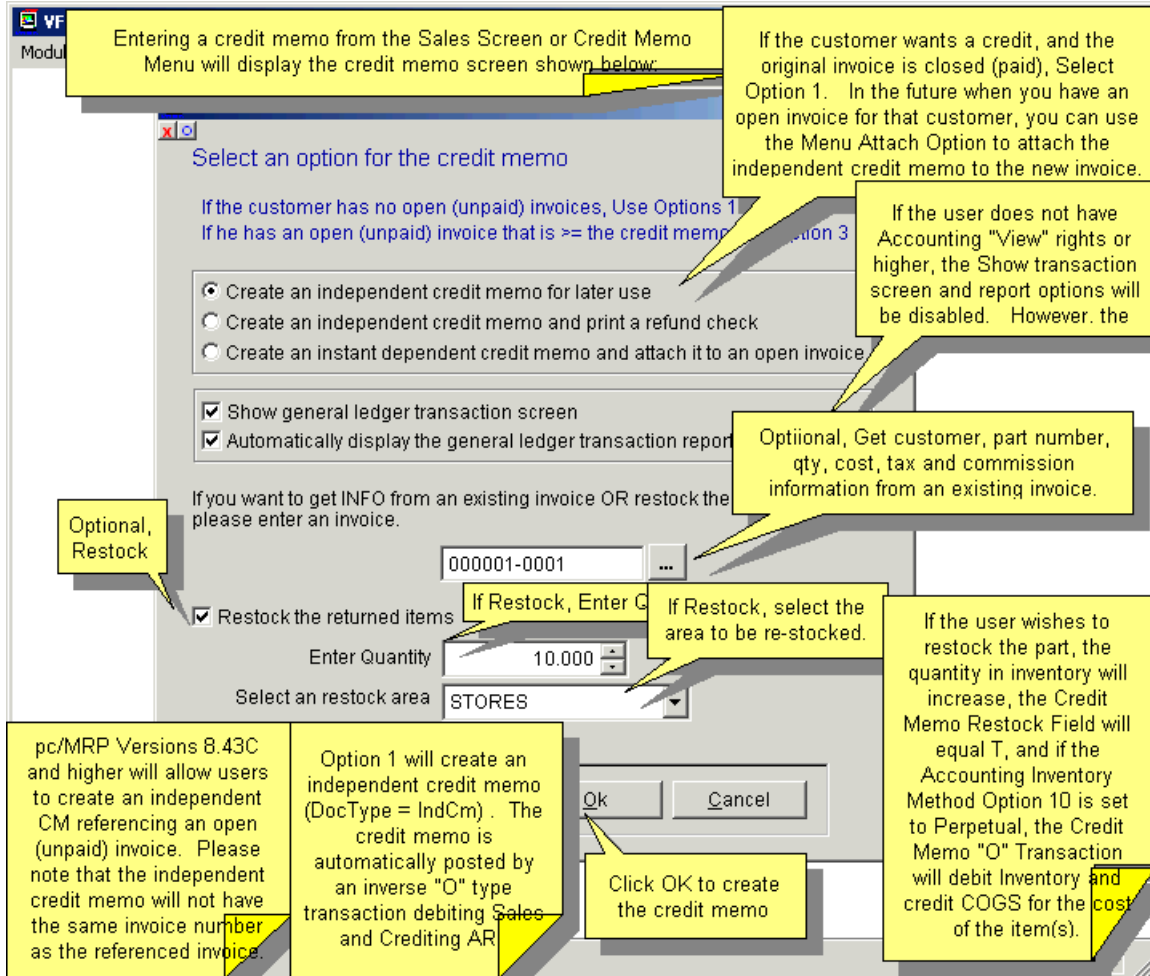 VF
Modul
Entering a credit memo from the Sales Screen or Credit Memo
Menu will display the credit memo screen shown below:
If the customer wants a credit, and the
original invoice is closed (paid), Select
Option 1. In the future when you have an
open invoice for that customer, you can use
the Menu Attach Option to attach the
independent credit memo to the new invoice.
Select an option for the credit memo
If the customer has no open (unpaid) invoices, Use Options 1
If he has an open (unpaid) invoice that is >= the credit memo ption 3
If the user does not have
Accounting "View" rights or
higher, the Show transaction
screen and report options will
be disabled. However, the
Create an independent credit memo for later use
Create an independent credit memo and print a refund check
Create an instant dependent credit memo and attach it to an open invoice
Show general ledger transaction screen
Automatically display the general ledger transaction report
Optiional, Get customer, part number,
qty, cost, tax and commission
information from an existing invoice.
If you want to get INFO from an existing invoice OR restock the
please enter an invoice.
Optional,
Restock
000001-0001
...
Restock the returned items
If Restock, Enter Q
If Restock, select the
area to be re-stocked.
Enter Quantity
10.000
Select an restock area
STORES
If the user wishes to
restock the part, the
quantity in inventory will
increase, the Credit
Memo Restock Field will
equal T, and if the
Accounting Inventory
Method Option 10 is set
to Perpetual, the Credit
Memo "O" Transaction
will debit Inventory and
credit COGS for the cost
of the item(s).
pc/MRP Versions 8.43C
and higher will allow users
to create an independent
CM referencing an open
(unpaid) invoice. Please
note that the independent
credit memo will not have
the same invoice number
as the referenced invoice.
Option 1 will create an
independent credit memo
(DocType = IndCm) . The
credit memo is
automatically posted by
an inverse "O" type
transaction debiting Sales
and Crediting AR
Ok
Cancel
Click OK to create
the credit memo